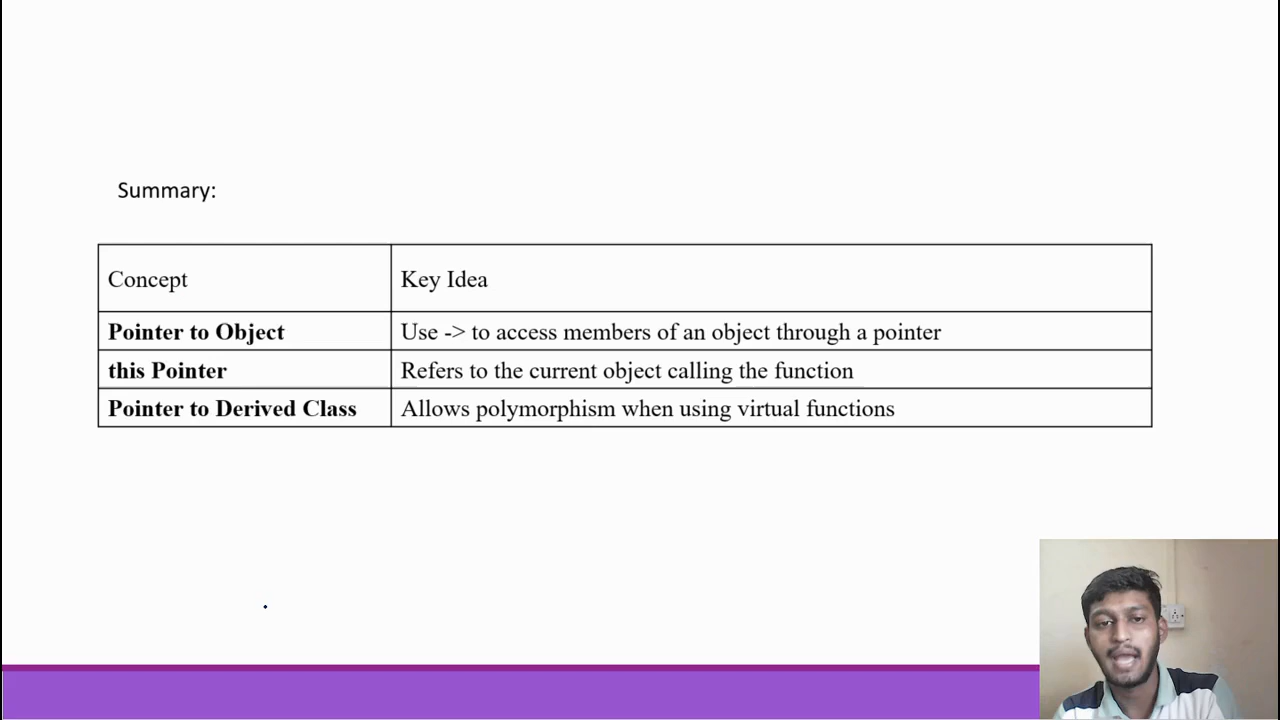 Summary:
Concept Key Idea
Pointer to Object Use -> to access members of an object through a pointer
this Pointer Refers to the current object calling the function
Pointer to Derived Class Allows polymorphism when using virtual functions